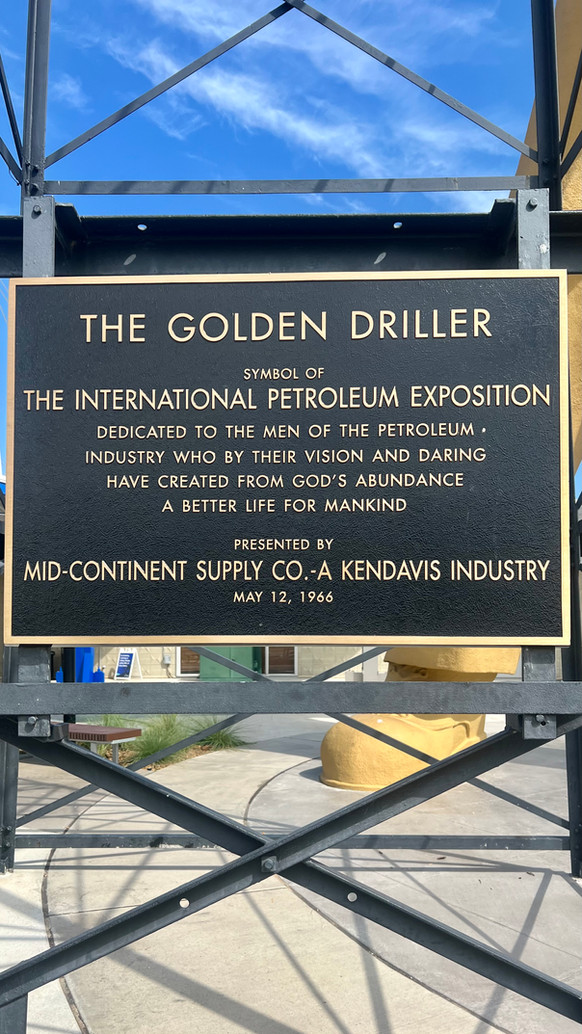 THE GOLDEN DRILLER
SYMBOL OF
THE INTERNATIONAL PETROLEUM EXPOSITION
DEDICATED TO THE MEN OF THE PETROLEUM
INDUSTRY WHO BY THEIR VISION AND DARING
HAVE CREATED FROM GOD'S ABUNDANCE
A BETTER LIFE FOR MANKIND
PRESENTED BY
MID-CONTINENT SUPPLY CO.-A KENDAVIS INDUSTRY
MAY 12, 1966